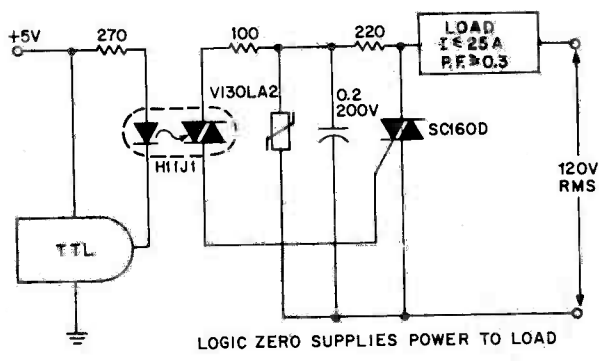 +5V
270
100
220
LOAD
I ≤ 25A
P.F. ≥ 0.3
V130LA2
0.2
200V
SC160D
H11J1
120V
RMS
TTL
LOGIC ZERO SUPPLIES POWER TO LOAD